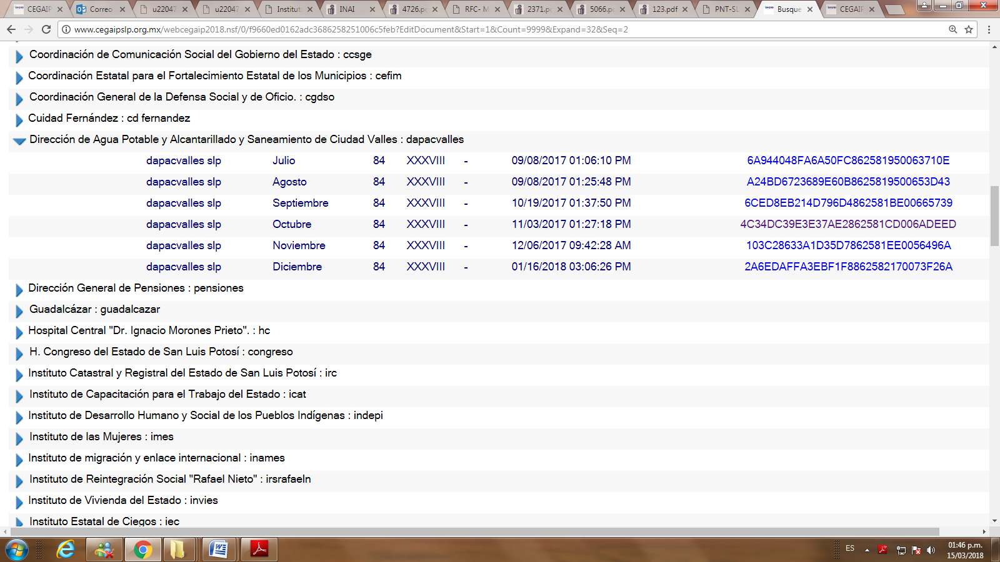 CEGAIP Correo u2204 u2204 Institut INAI 4726.p RFC- M 2371.p 5066.p 123.pdf PNT-SL Busque CEGAIP
www.cegaipslp.org.mx/webcegaip2018.nsf/0/f9660ed0162adc3686258251006c5feb?EditDocument&Start=1&Count=9999&Expand=32&Seq=2
Coordinación de Comunicación Social del Gobierno del Estado : ccsge
Coordinación Estatal para el Fortalecimiento Estatal de los Municipios : cefim
Coordinación General de la Defensa Social y de Oficio. : cgdso
Cuidad Fernández : cd fernandez
Dirección de Agua Potable y Alcantarillado y Saneamiento de Ciudad Valles : dapacvalles
dapacvalles slp Julio 84 XXXVIII - 09/08/2017 01:06:10 PM 6A944048FA6A50FC862581950063710E
dapacvalles slp Agosto 84 XXXVIII - 09/08/2017 01:25:48 PM A24BD6723689E60B8625819500653D43
dapacvalles slp Septiembre 84 XXXVIII - 10/19/2017 01:37:50 PM 6CED8EB214D796D4862581BE00665739
dapacvalles slp Octubre 84 XXXVIII - 11/03/2017 01:27:18 PM 4C34DC39E3E37AE2862581CD006ADEED
dapacvalles slp Noviembre 84 XXXVIII - 12/06/2017 09:42:28 AM 103C28633A1D35D7862581EE0056496A
dapacvalles slp Diciembre 84 XXXVIII - 01/16/2018 03:06:26 PM 2A6EDAFFA3EBF1F8862582170073F26A
Dirección General de Pensiones : pensiones
Guadalcázar : guadalcazar
Hospital Central "Dr. Ignacio Morones Prieto". : hc
H. Congreso del Estado de San Luis Potosí : congreso
Instituto Catastral y Registral del Estado de San Luis Potosí : irc
Instituto de Capacitación para el Trabajo del Estado : icat
Instituto de Desarrollo Humano y Social de los Pueblos Indígenas : indepi
Instituto de las Mujeres : imes
Instituto de migración y enlace internacional : inames
Instituto de Reintegración Social "Rafael Nieto" : irsrafaeln
Instituto de Vivienda del Estado : invies
Instituto Estatal de Ciegos : iec
ES
01:46 p.m.
15/03/2018